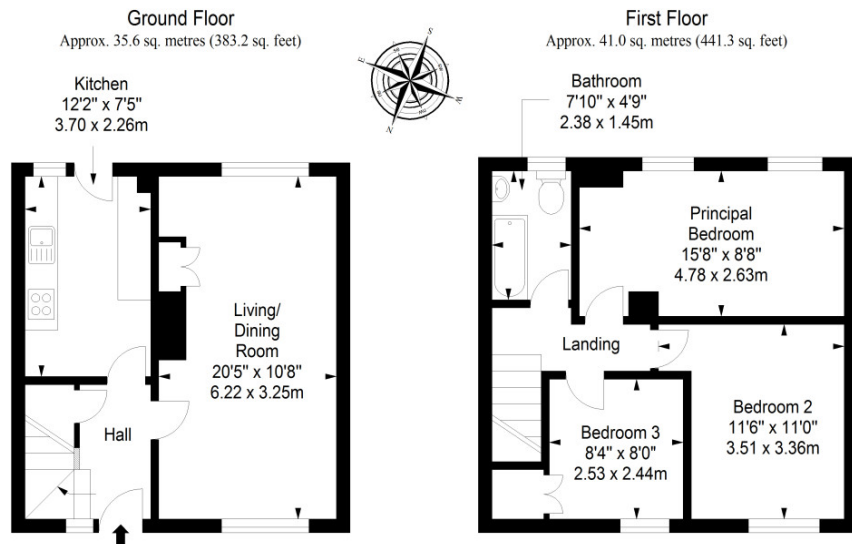 Ground Floor
Approx. 35.6 sq. metres (383.2 sq. feet)
Kitchen
12'2" x 7'5"
3.70 x 2.26m
Living/
Dining
Room
20'5" x 10'8"
6.22 x 3.25m
Hall
S
E
W
N
First Floor
Approx. 41.0 sq. metres (441.3 sq. feet)
Bathroom
7'10" x 4'9"
2.38 x 1.45m
Principal
Bedroom
15'8" x 8'8"
4.78 x 2.63m
Landing
Bedroom 2
11'6" x 11'0"
3.51 x 3.36m
Bedroom 3
8'4" x 8'0"
2.53 x 2.44m